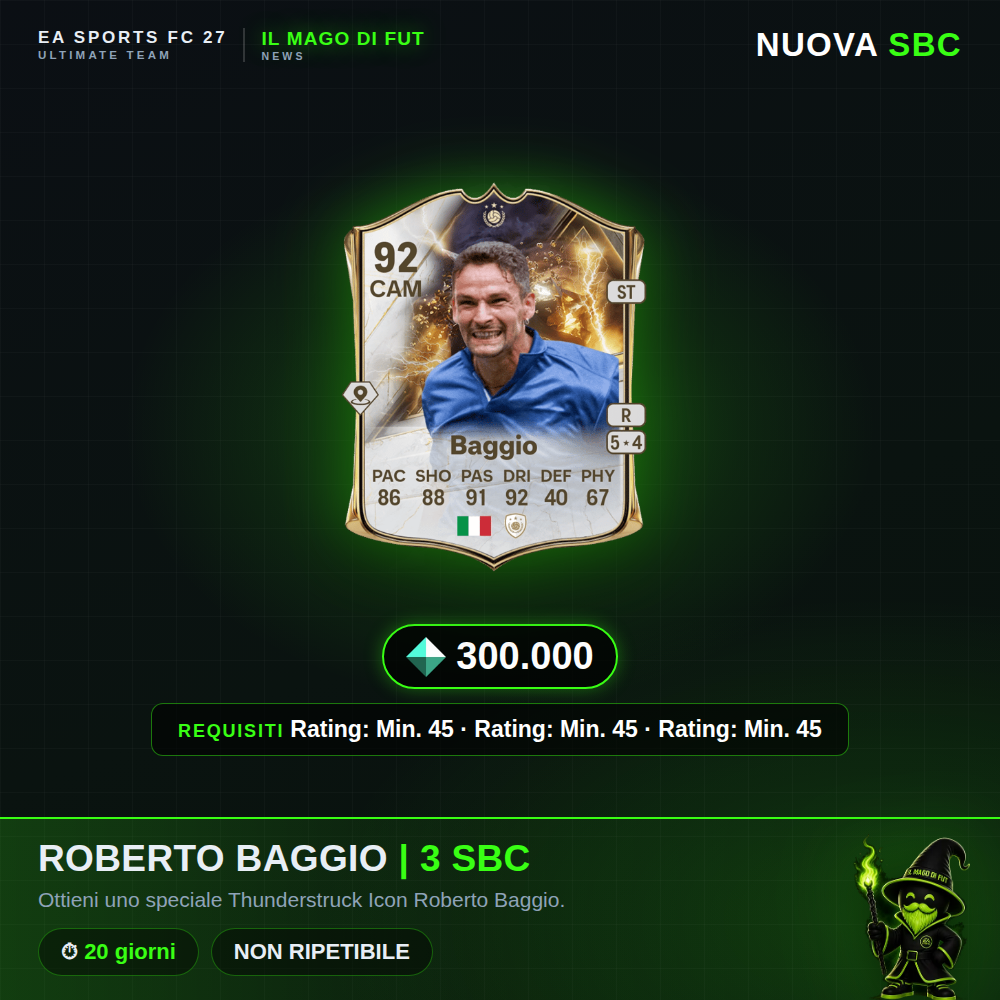 EA SPORTS FC 27
ULTIMATE TEAM
IL MAGO DI FUT
NEWS
NUOVA SBC
92
CAM
ST
R
5★4
Baggio
PAC SHO PAS DRI DEF PHY
86 88 91 92 40 67
300.000
REQUISITI Rating: Min. 45 · Rating: Min. 45 · Rating: Min. 45
ROBERTO BAGGIO | 3 SBC
Ottieni uno speciale Thunderstruck Icon Roberto Baggio.
⏱ 20 giorni
NON RIPETIBILE
IL MAGO DI FUT